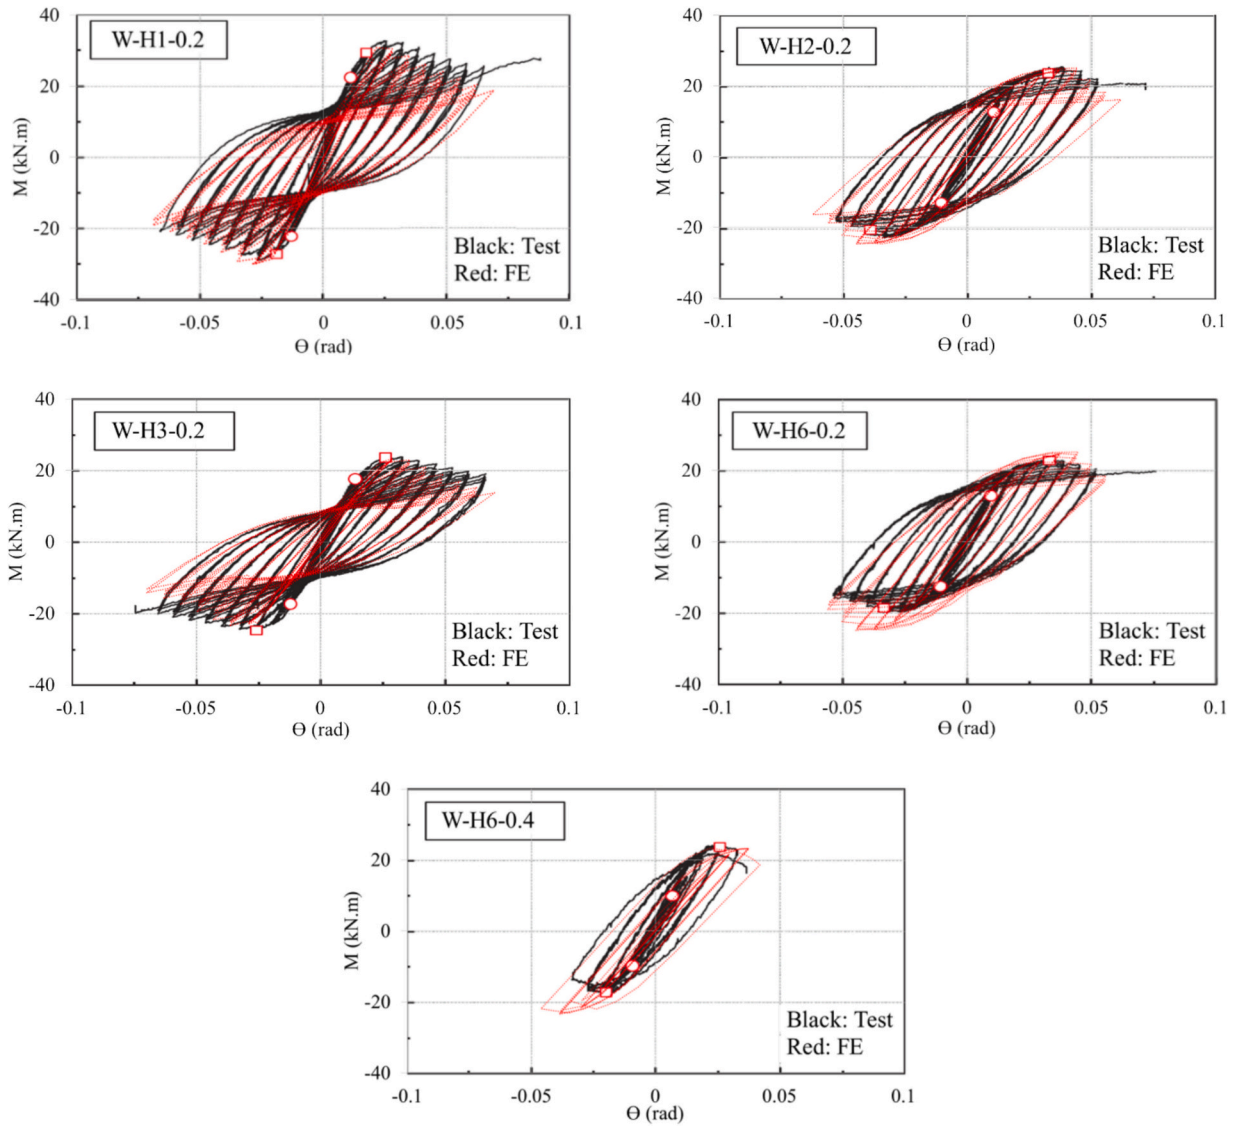 W-H1-0.2
40
20
0
-20
-40
M (kN.m)
Black: Test
Red: FE
-0.1
-0.05
0
0.05
0.1
Ө (rad)
W-H2-0.2
40
20
0
-20
-40
M (kN.m)
Black: Test
Red: FE
-0.1
-0.05
0
0.05
0.1
Ө (rad)
W-H3-0.2
40
20
0
-20
-40
M (kN.m)
Black: Test
Red: FE
-0.1
-0.05
0
0.05
0.1
Ө (rad)
W-H6-0.2
40
20
0
-20
-40
M (kN.m)
Black: Test
Red: FE
-0.1
-0.05
0
0.05
0.1
Ө (rad)
W-H6-0.4
40
20
0
-20
-40
M (kN.m)
Black: Test
Red: FE
-0.1
-0.05
0
0.05
0.1
Ө (rad)